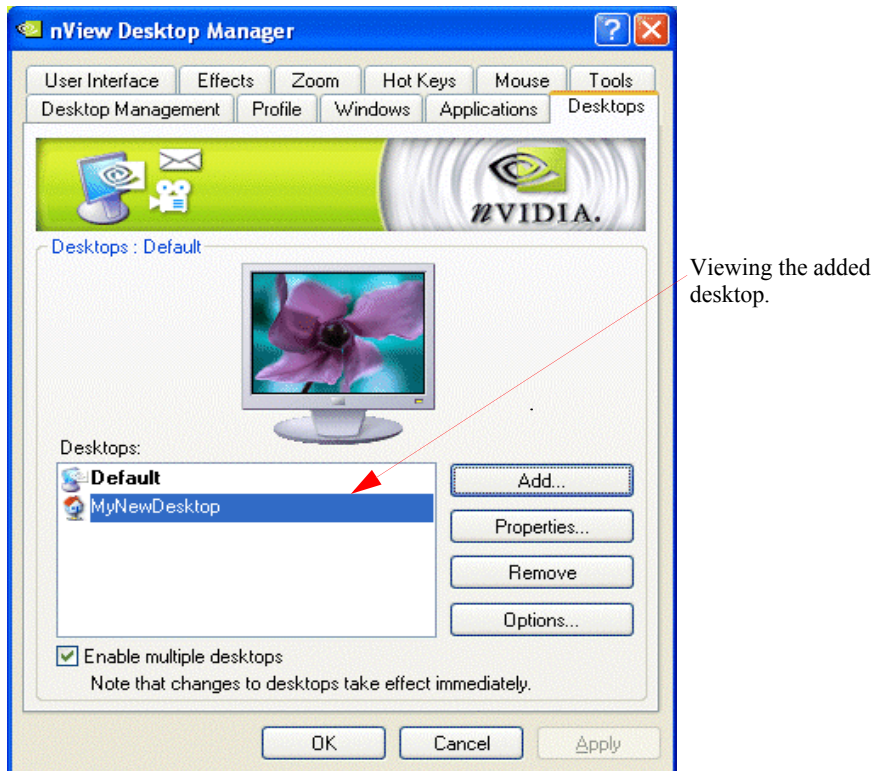 nView Desktop Manager
User Interface Effects Zoom Hot Keys Mouse Tools
Desktop Management Profile Windows Applications Desktops
nVIDIA.
Desktops : Default
Viewing the added
desktop.
Desktops:
Default
MyNewDesktop
Add...
Properties...
Remove
Options...
Enable multiple desktops
Note that changes to desktops take effect immediately.
OK Cancel Apply